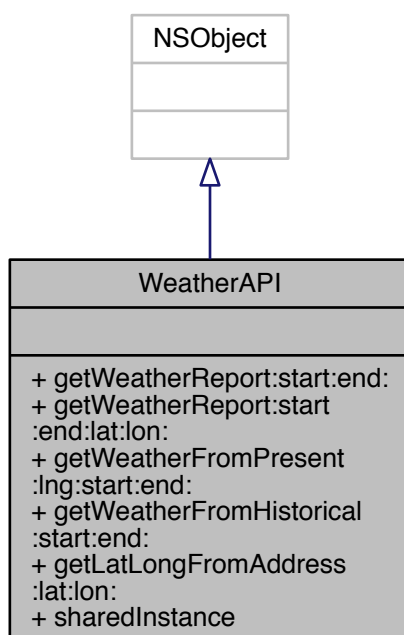 NSObject
WeatherAPI
+ getWeatherReport:start:end:
+ getWeatherReport:start
:end:lat:lon:
+ getWeatherFromPresent
:lng:start:end:
+ getWeatherFromHistorical
:start:end:
+ getLatLongFromAddress
:lat:lon:
+ sharedInstance